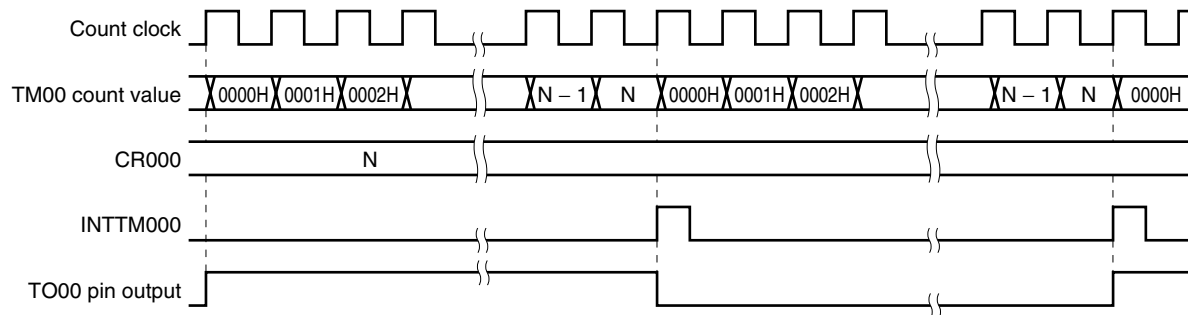 Count clock
TM00 count value 0000H 0001H 0002H N – 1 N 0000H 0001H 0002H N – 1 N 0000H
CR000 N
INTTM000
TO00 pin output